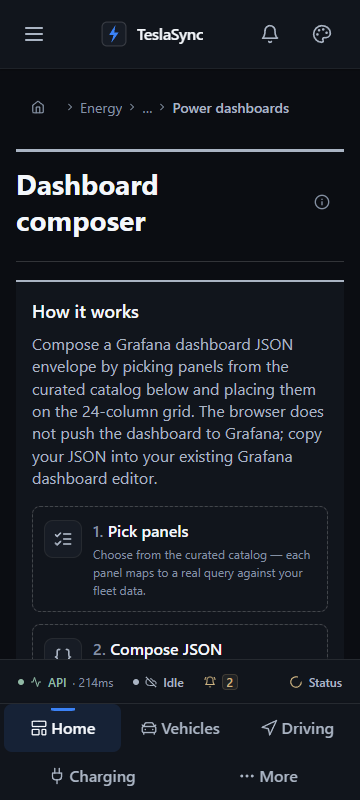 TeslaSync
Energy ... Power dashboards
Dashboard
composer
How it works
Compose a Grafana dashboard JSON
envelope by picking panels from the
curated catalog below and placing them
on the 24-column grid. The browser does
not push the dashboard to Grafana; copy
your JSON into your existing Grafana
dashboard editor.
1. Pick panels
Choose from the curated catalog — each
panel maps to a real query against your
fleet data.
2. Compose JSON
API · 214ms Idle 2 Status
Home Vehicles Driving
Charging More